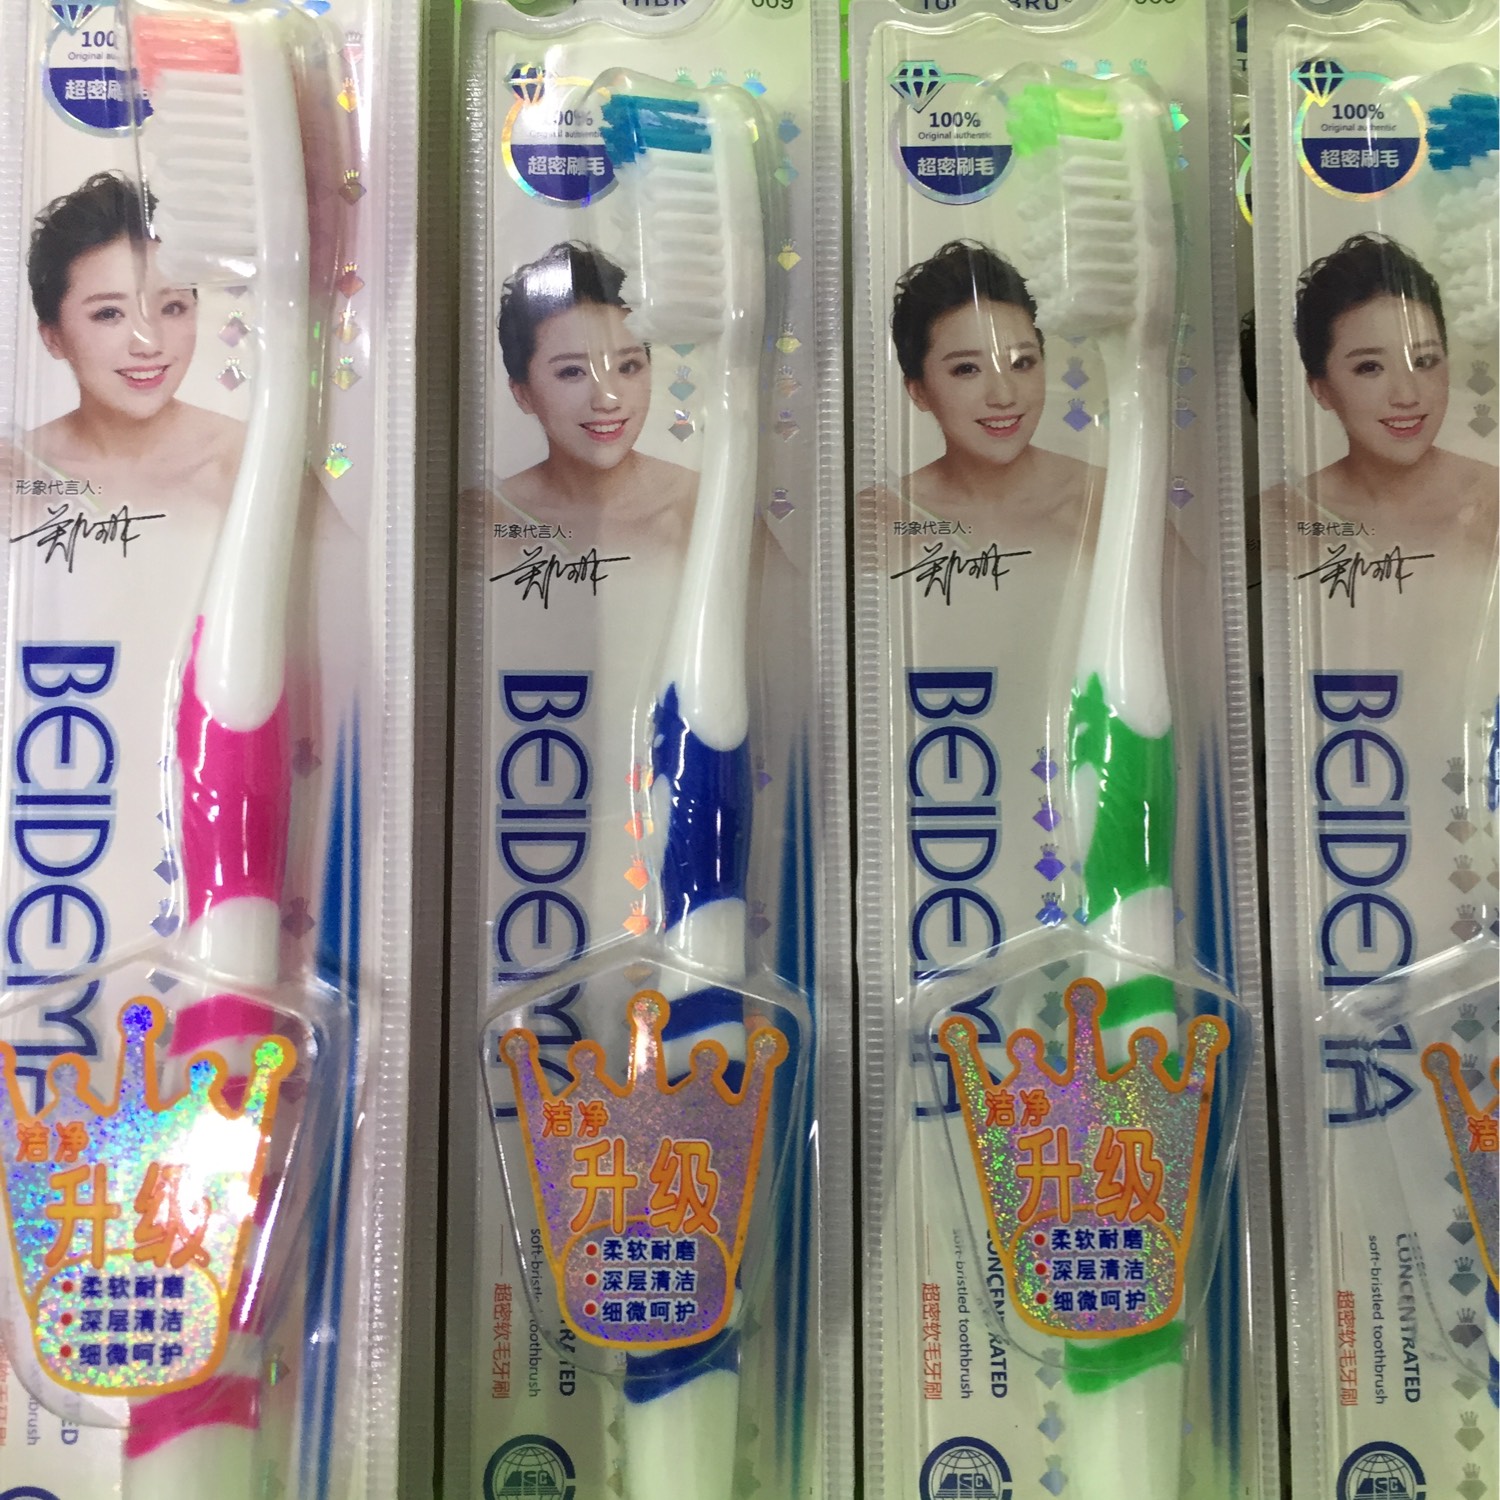 100
Original
超密刷毛
形象代言人:
BEIDEMA
洁净
升级
柔软耐磨
深层清洁
细微呵护
609
100%
Original authentic
超密刷毛
形象代言人:
BEIDEMA
洁净
升级
柔软耐磨
深层清洁
细微呵护
超密软毛牙刷
toothbrush
100%
Original authentic
超密刷毛
形象代言人:
BEIDEMA
洁净
升级
柔软耐磨
深层清洁
细微呵护
超密软毛牙刷
soft-bristled toothbrush
CONCENTRATED
100%
Original authentic
超密刷毛
形象代言人:
BEIDEMA
洁
超密软毛牙刷
soft-bristled toothbrush
CONCENTRATED